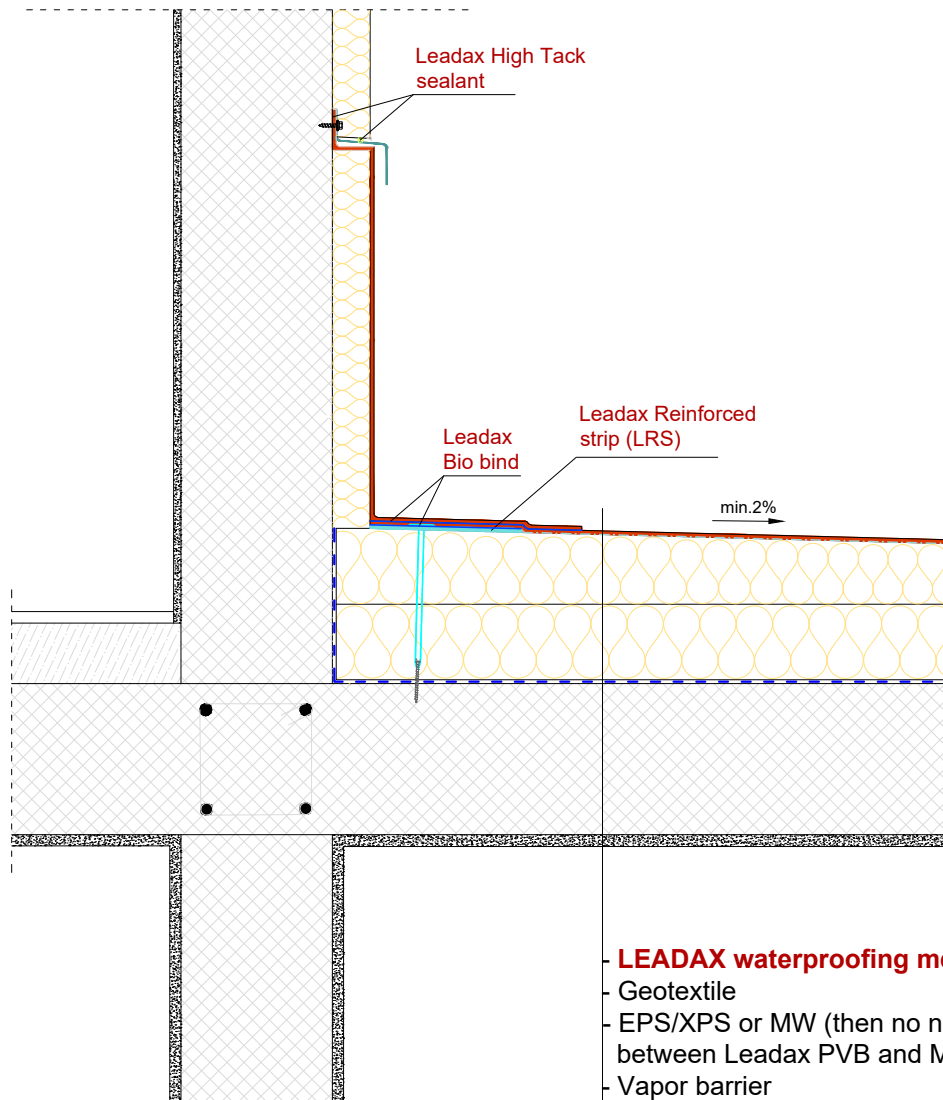 Leadax High Tack
sealant
Leadax Reinforced
strip (LRS)
Leadax
Bio bind
min.2%
LEADAX waterproofing
Geotextile
EPS/XPS or MW (then no
between Leadax PVB and
Vapor barrier